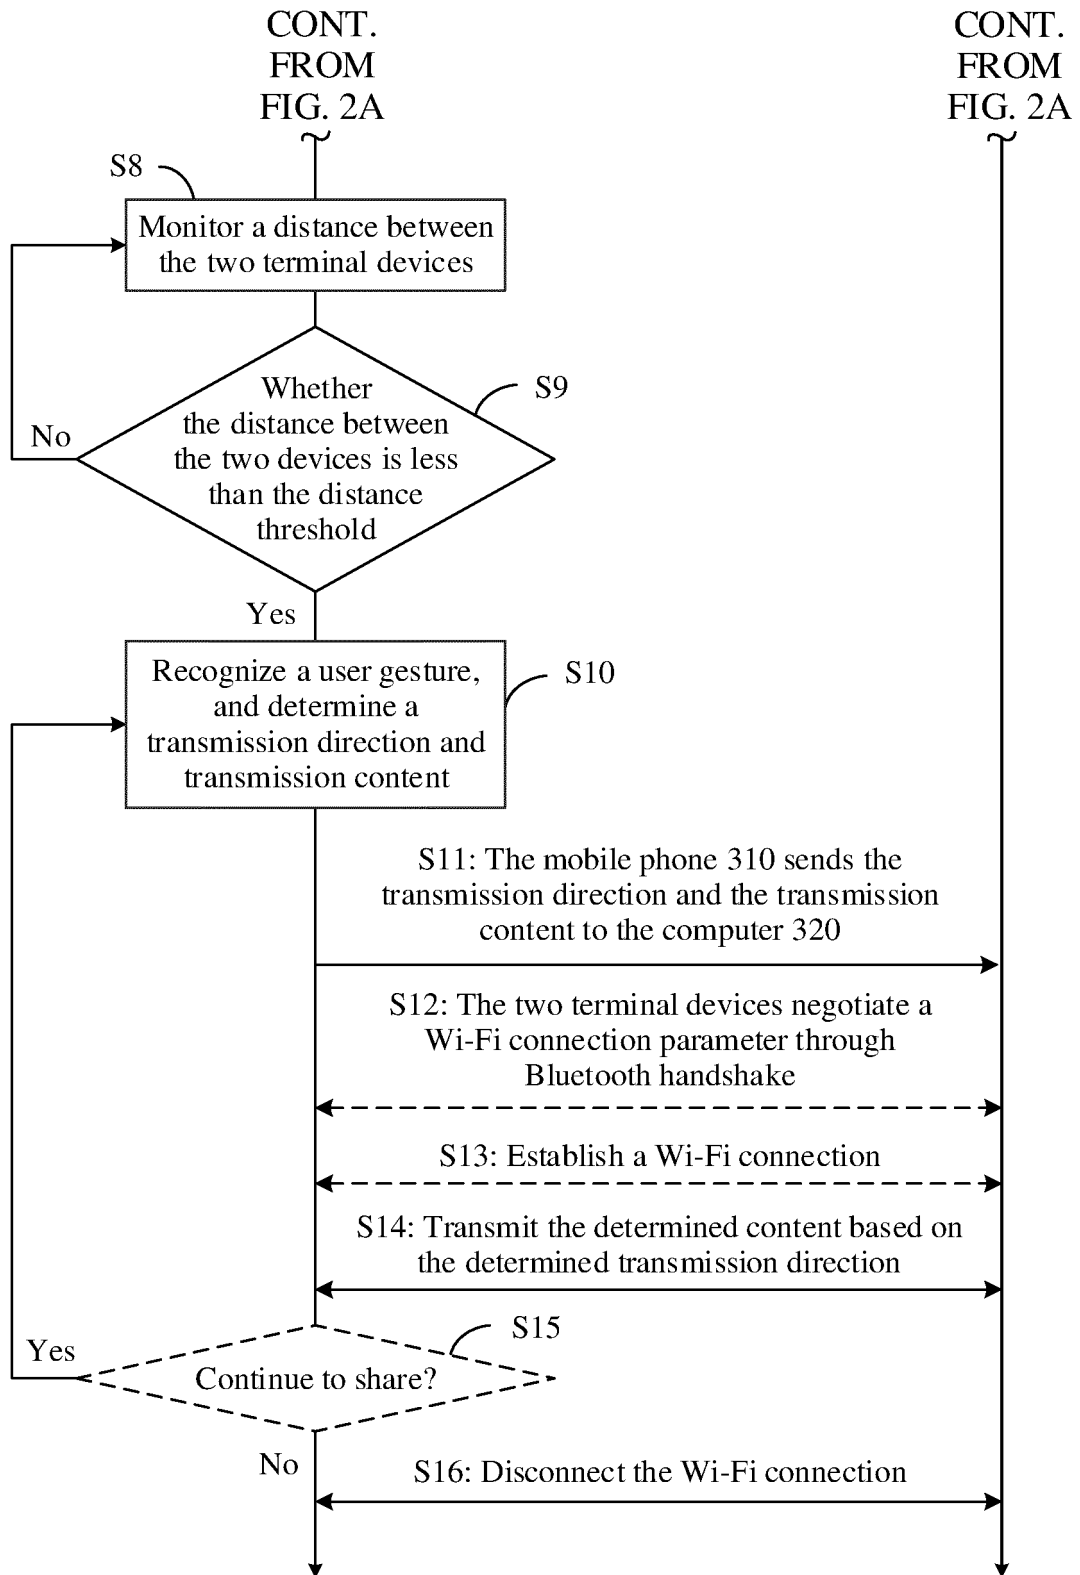 CONT.
FROM
FIG. 2A
CONT.
FROM
FIG. 2A
S8
Monitor a distance between
the two terminal devices
S9
Whether
the distance between
the two devices is less
than the distance
threshold
No
Yes
S10
Recognize a user gesture,
and determine a
transmission direction and
transmission content
S11: The mobile phone 310 sends the
transmission direction and the transmission
content to the computer 320
S12: The two terminal devices negotiate a
Wi-Fi connection parameter through
Bluetooth handshake
S13: Establish a Wi-Fi connection
S14: Transmit the determined content based on
the determined transmission direction
S15
Yes
Continue to share?
No
S16: Disconnect the Wi-Fi connection